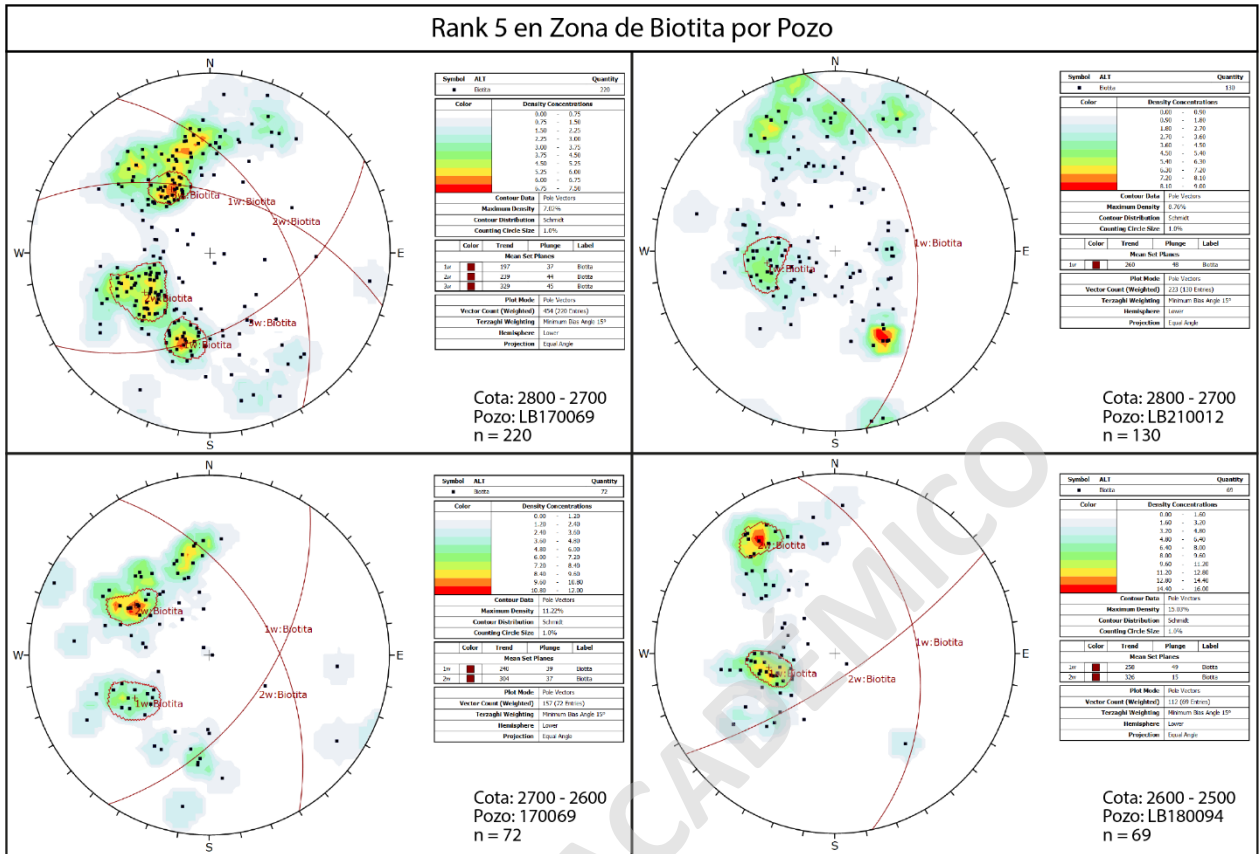 Rank 5 en Zona de Biotita por Pozo
N
W
E
S
1w:Biotita
1w:Biotita
2w:Biotita
2w:Biotita
3w:Biotita
1w:Biotita
Symbol ALT Quantity
Biotita 220
Color Density Concentrations
0.00 - 0.75
0.75 - 1.50
1.50 - 2.25
2.25 - 3.00
3.00 - 3.75
3.75 - 4.50
4.50 - 5.25
5.25 - 6.00
6.00 - 6.75
6.75 - 7.50
Contour Data Pole Vectors
Maximum Density 7.02%
Contour Distribution Schmidt
Counting Circle Size 1.0%
Color Trend Plunge Label
Mean Set Planes
1w 197 37 Biotita
2w 239 44 Biotita
3w 329 45 Biotita
Plot Mode Pole Vectors
Vector Count (Weighted) 454 (220 Entries)
Terzaghi Weighting Minimum Bias Angle 15°
Hemisphere Lower
Projection Equal Angle
Cota: 2800 - 2700
Pozo: LB170069
n = 220
N
W
E
S
1w:Biotita
1w:Biotita
Symbol ALT Quantity
Biotita 130
Color Density Concentrations
0.00 - 0.90
0.90 - 1.80
1.80 - 2.70
2.70 - 3.60
3.60 - 4.50
4.50 - 5.40
5.40 - 6.30
6.30 - 7.20
7.20 - 8.10
8.10 - 9.00
Contour Data Pole Vectors
Maximum Density 8.76%
Contour Distribution Schmidt
Counting Circle Size 1.0%
Color Trend Plunge Label
Mean Set Planes
1w 260 48 Biotita
Plot Mode Pole Vectors
Vector Count (Weighted) 223 (130 Entries)
Terzaghi Weighting Minimum Bias Angle 15°
Hemisphere Lower
Projection Equal Angle
Cota: 2800 - 2700
Pozo: LB210012
n = 130
N
W
E
S
2w:Biotita
1w:Biotita
2w:Biotita
1w:Biotita
Symbol ALT Quantity
Biotita 72
Color Density Concentrations
0.00 - 1.20
1.20 - 2.40
2.40 - 3.60
3.60 - 4.80
4.80 - 6.00
6.00 - 7.20
7.20 - 8.40
8.40 - 9.60
9.60 - 10.80
10.80 - 12.00
Contour Data Pole Vectors
Maximum Density 11.22%
Contour Distribution Schmidt
Counting Circle Size 1.0%
Color Trend Plunge Label
Mean Set Planes
1w 240 39 Biotita
2w 304 37 Biotita
Plot Mode Pole Vectors
Vector Count (Weighted) 157 (72 Entries)
Terzaghi Weighting Minimum Bias Angle 15°
Hemisphere Lower
Projection Equal Angle
Cota: 2700 - 2600
Pozo: 170069
n = 72
N
W
E
S
2w:Biotita
1w:Biotita
1w:Biotita
2w:Biotita
Symbol ALT Quantity
Biotita 69
Color Density Concentrations
0.00 - 1.60
1.60 - 3.20
3.20 - 4.80
4.80 - 6.40
6.40 - 8.00
8.00 - 9.60
9.60 - 11.20
11.20 - 12.80
12.80 - 14.40
14.40 - 16.00
Contour Data Pole Vectors
Maximum Density 15.03%
Contour Distribution Schmidt
Counting Circle Size 1.0%
Color Trend Plunge Label
Mean Set Planes
1w 258 49 Biotita
2w 326 15 Biotita
Plot Mode Pole Vectors
Vector Count (Weighted) 112 (69 Entries)
Terzaghi Weighting Minimum Bias Angle 15°
Hemisphere Lower
Projection Equal Angle
Cota: 2600 - 2500
Pozo: LB180094
n = 69
ACADÉMICO